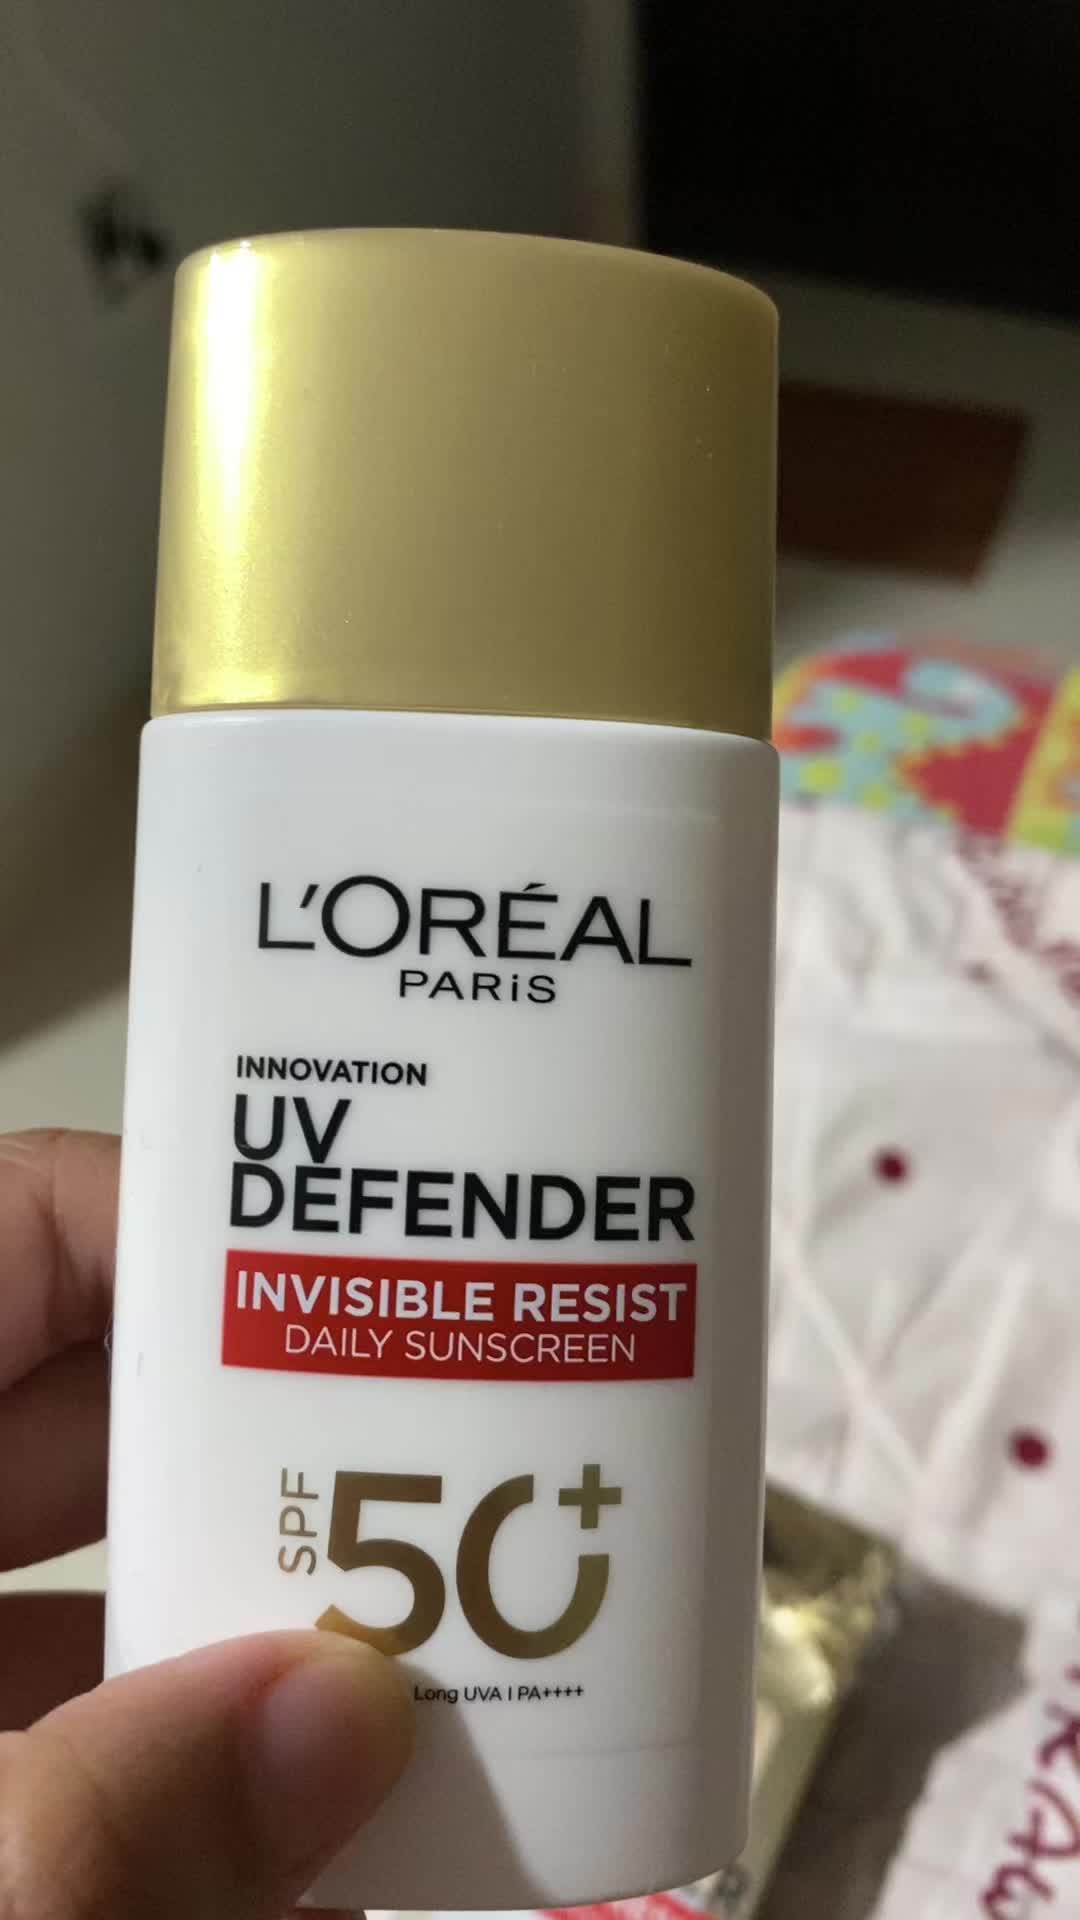 L'ORÉAL
PARiS
INNOVATION
UV
DEFENDER
INVISIBLE RESIST
DAILY SUNSCREEN
SPF 50+
Long UVA I PA++++